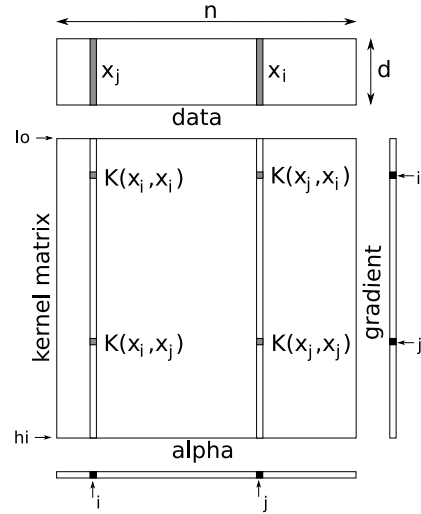 n
x_j x_i d
data
lo
K(x_i,x_i) K(x_j,x_i) i
kernel matrix
gradient
K(x_i,x_j) K(x_j,x_j) j
hi
alpha
i j